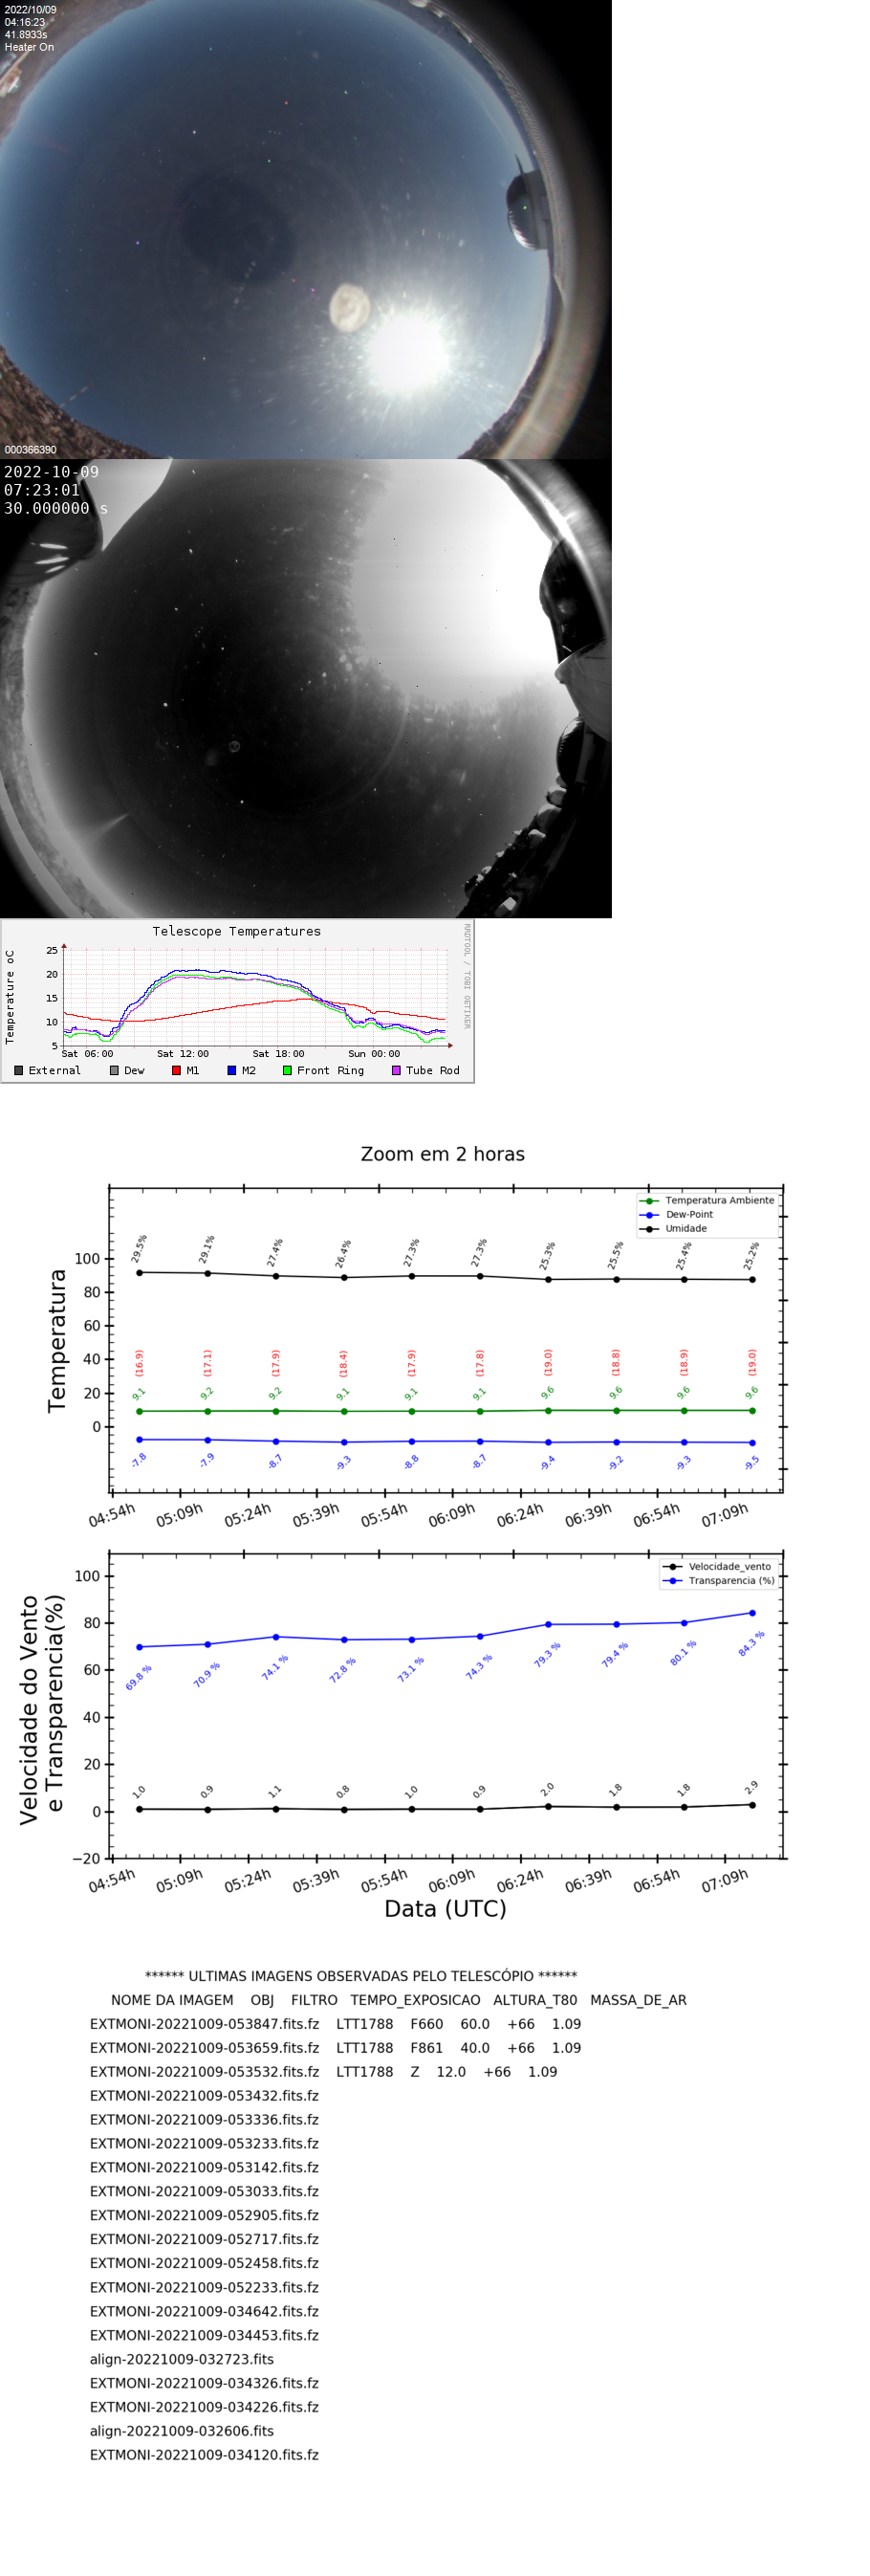 2022/10/09
04:16:23
41.8933s
Heater On
000366390
2022-10-09
07:23:01
30.000000 s
Telescope Temperatures
RRDTOOL / TOBI OETIKER
Temperature oC
25
20
15
10
5
Sat 06:00 Sat 12:00 Sat 18:00 Sun 00:00
External Dew M1 M2 Front Ring Tube Rod
Zoom em 2 horas
Temperatura Ambiente
Dew-Point
Umidade
Temperatura
100
80
60
40
20
0
29.5% 29.1% 27.4% 26.4% 27.3% 27.3% 25.3% 25.5% 25.4% 25.2%
(16.9) (17.1) (17.9) (18.4) (17.9) (17.8) (19.0) (18.8) (18.9) (19.0)
9.1 9.2 9.2 9.1 9.1 9.1 9.6 9.6 9.6 9.6
-7.8 -7.9 -8.7 -9.3 -8.8 -8.7 -9.4 -9.2 -9.3 -9.5
04:54h 05:09h 05:24h 05:39h 05:54h 06:09h 06:24h 06:39h 06:54h 07:09h
Velocidade_vento
Transparencia (%)
Velocidade do Vento
e Transparencia(%)
100
80
60
40
20
0
−20
69.8 % 70.9 % 74.1 % 72.8 % 73.1 % 74.3 % 79.3 % 79.4 % 80.1 % 84.3 %
1.0 0.9 1.1 0.8 1.0 0.9 2.0 1.8 1.8 2.9
04:54h 05:09h 05:24h 05:39h 05:54h 06:09h 06:24h 06:39h 06:54h 07:09h
Data (UTC)
****** ULTIMAS IMAGENS OBSERVADAS PELO TELESCÓPIO ******
NOME DA IMAGEM OBJ FILTRO TEMPO_EXPOSICAO ALTURA_T80 MASSA_DE_AR
EXTMONI-20221009-053847.fits.fz LTT1788 F660 60.0 +66 1.09
EXTMONI-20221009-053659.fits.fz LTT1788 F861 40.0 +66 1.09
EXTMONI-20221009-053532.fits.fz LTT1788 Z 12.0 +66 1.09
EXTMONI-20221009-053432.fits.fz
EXTMONI-20221009-053336.fits.fz
EXTMONI-20221009-053233.fits.fz
EXTMONI-20221009-053142.fits.fz
EXTMONI-20221009-053033.fits.fz
EXTMONI-20221009-052905.fits.fz
EXTMONI-20221009-052717.fits.fz
EXTMONI-20221009-052458.fits.fz
EXTMONI-20221009-052233.fits.fz
EXTMONI-20221009-034642.fits.fz
EXTMONI-20221009-034453.fits.fz
align-20221009-032723.fits
EXTMONI-20221009-034326.fits.fz
EXTMONI-20221009-034226.fits.fz
align-20221009-032606.fits
EXTMONI-20221009-034120.fits.fz